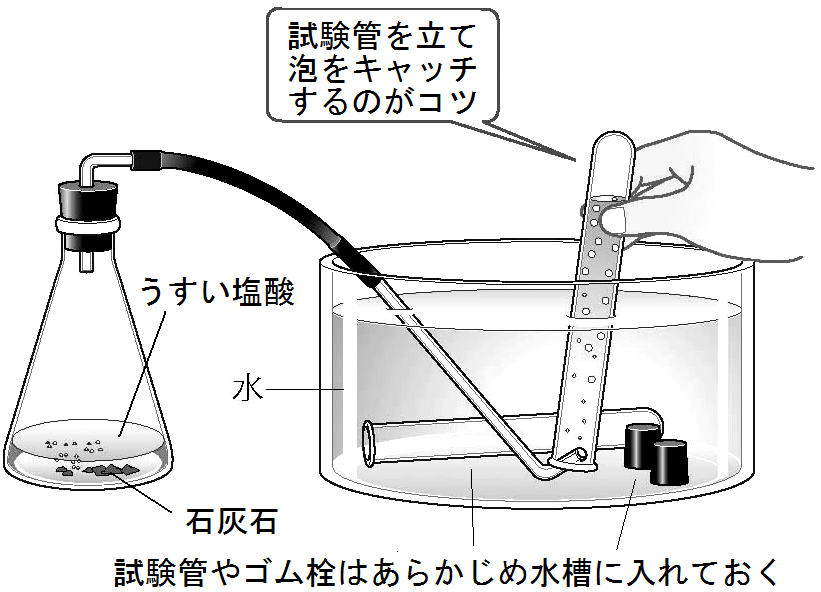 試験管を立て
泡をキャッチ
するのがコツ
うすい塩酸
水
石灰石
試験管やゴム栓はあらかじめ水槽に入れておく